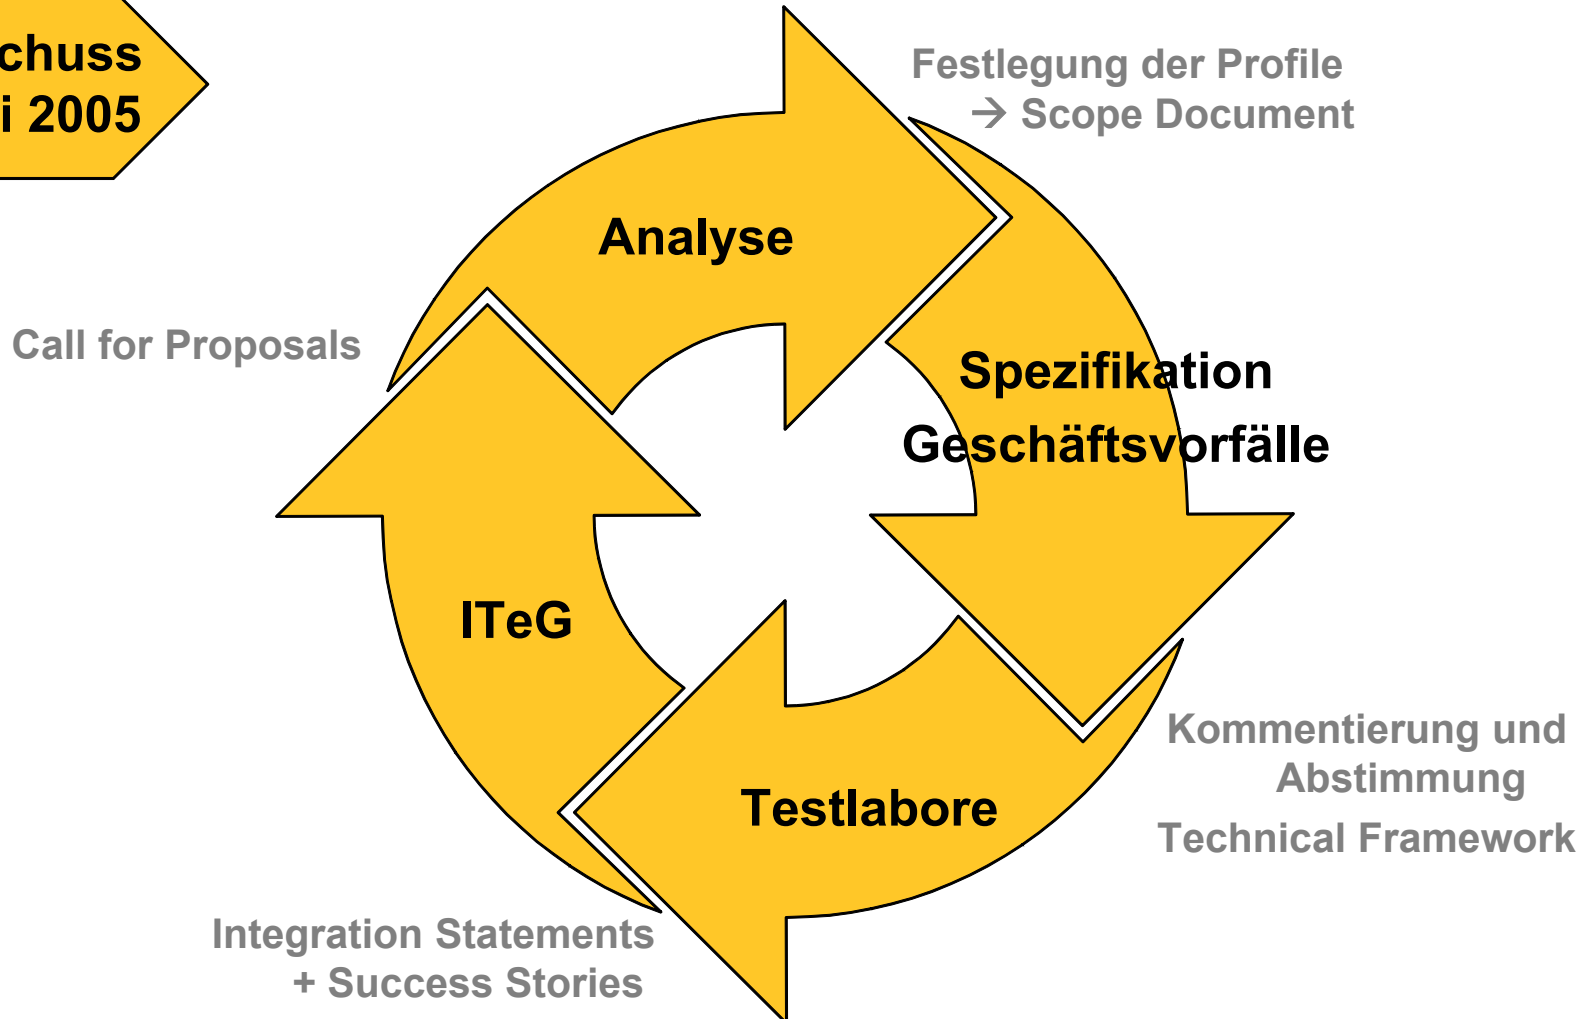 chuss
i 2005
Festlegung der Profile
→ Scope Document
Analyse
Call for Proposals
Spezifikation
Geschäftsvorfälle
ITeG
Kommentierung und
Abstimmung
Technical Framework
Testlabore
Integration Statements
+ Success Stories